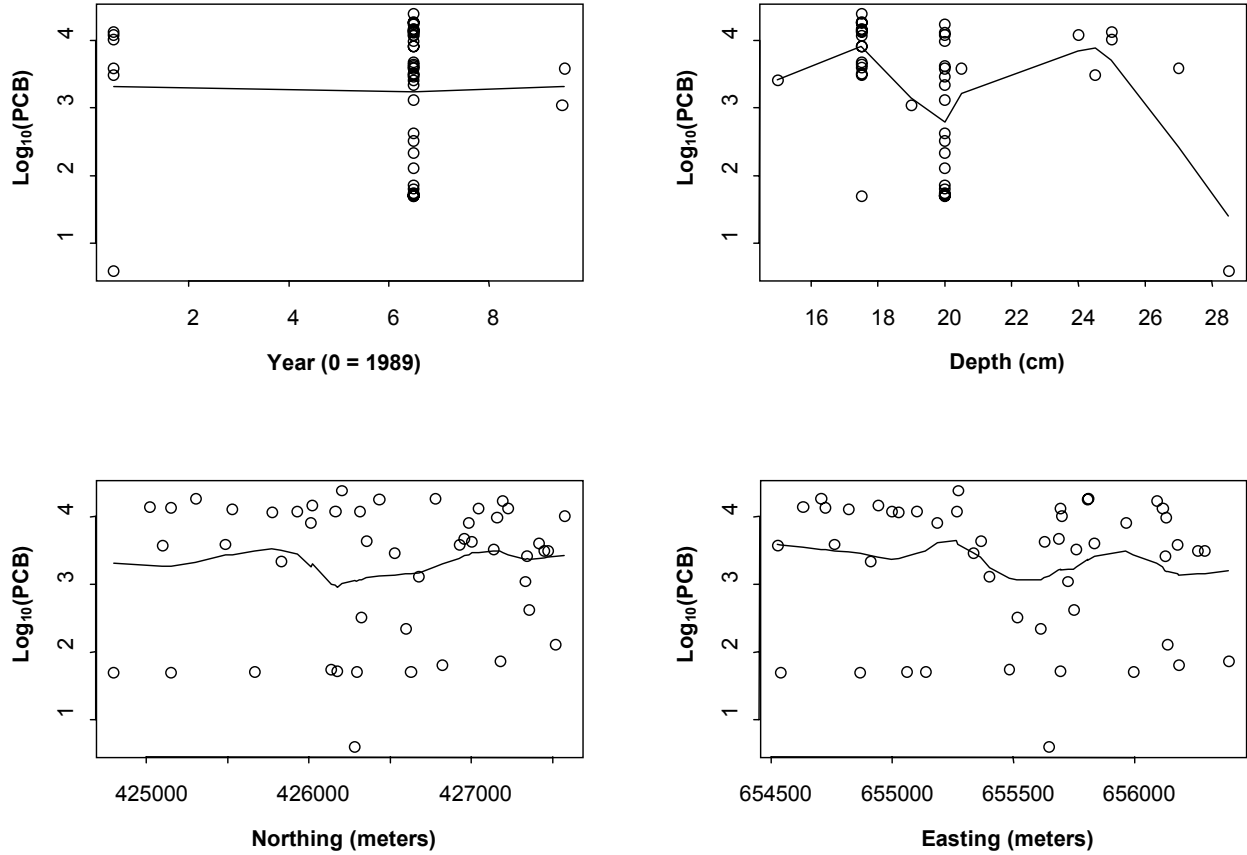 Log₁₀(PCB)
4
3
2
1
2 4 6 8
Year (0 = 1989)
Log₁₀(PCB)
4
3
2
1
16 18 20 22 24 26 28
Depth (cm)
Log₁₀(PCB)
4
3
2
1
425000 426000 427000
Northing (meters)
Log₁₀(PCB)
4
3
2
1
654500 655000 655500 656000
Easting (meters)